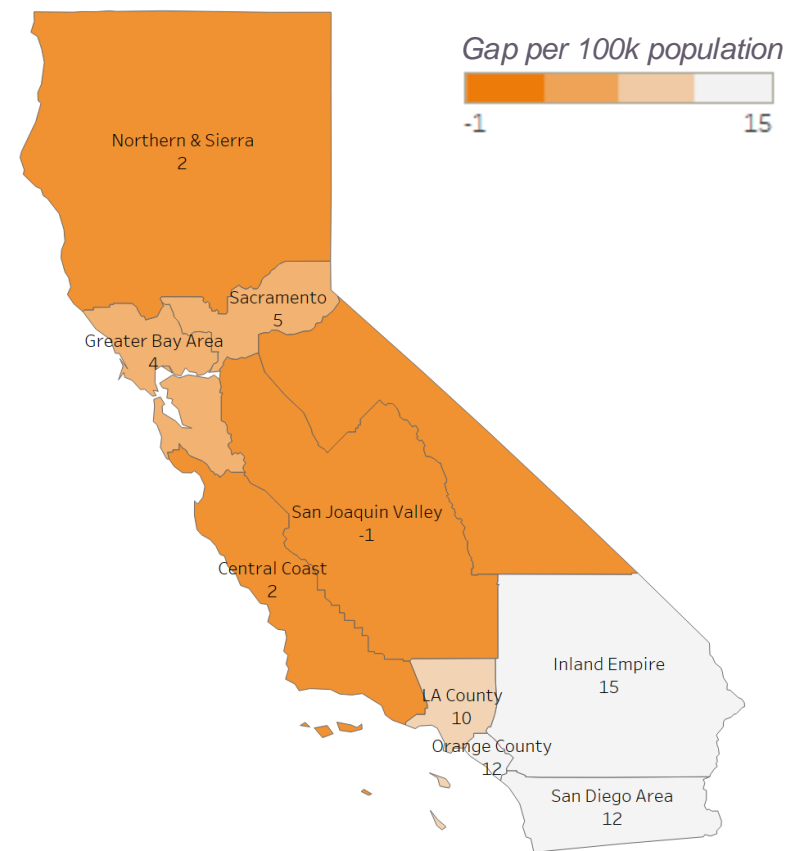 Gap per 100k population
-1 15
Northern & Sierra
2
Sacramento
5
Greater Bay Area
4
San Joaquin Valley
-1
Central Coast
2
Inland Empire
15
LA County
10
Orange County
12
San Diego Area
12